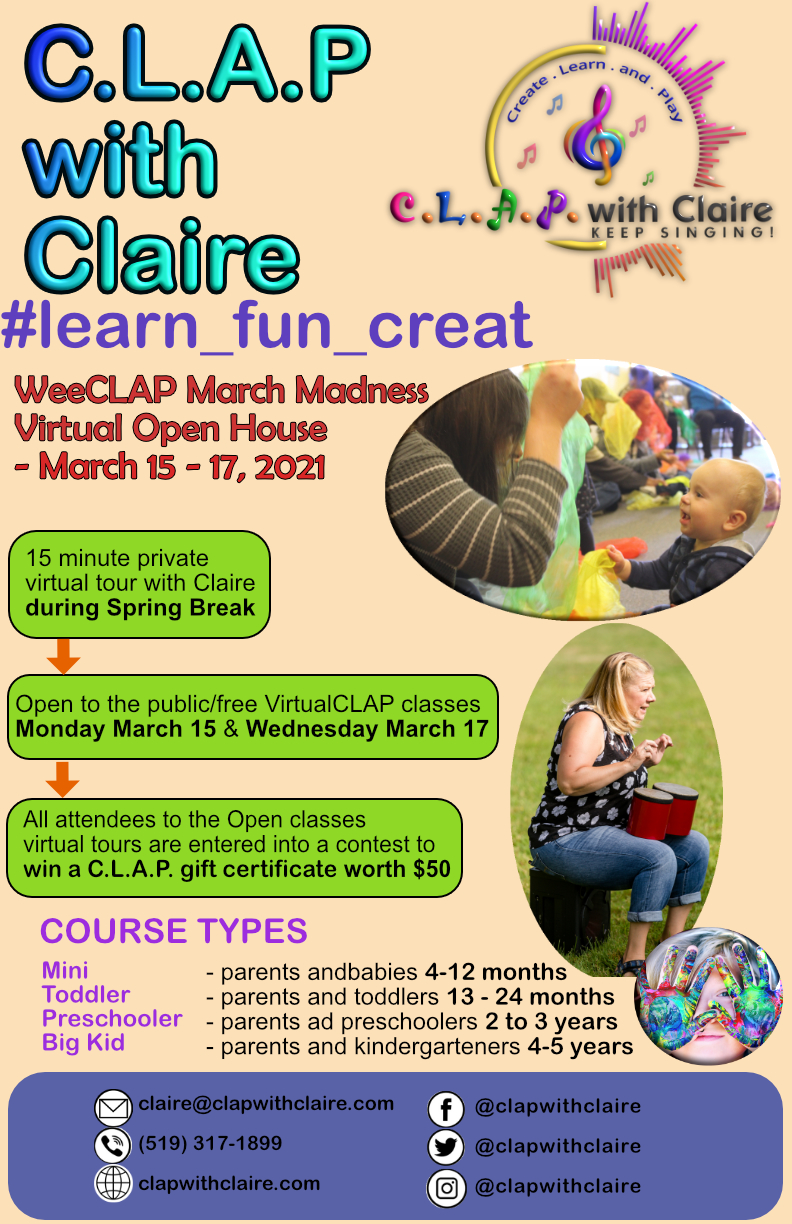 C.L.A.P
with
Claire
Create . Learn . and . Play
C.L.A.P. with Claire
KEEP SINGING!
#learn_fun_creat
WeeCLAP March Madness
Virtual Open House
- March 15 - 17, 2021
15 minute private
virtual tour with Claire
during Spring Break
Open to the public/free VirtualCLAP classes
Monday March 15 & Wednesday March 17
All attendees to the Open classes
virtual tours are entered into a contest to
win a C.L.A.P. gift certificate worth $50
COURSE TYPES
Mini - parents andbabies 4-12 months
Toddler - parents and toddlers 13 - 24 months
Preschooler - parents ad preschoolers 2 to 3 years
Big Kid - parents and kindergarteners 4-5 years
claire@clapwithclaire.com @clapwithclaire
(519) 317-1899 @clapwithclaire
clapwithclaire.com @clapwithclaire